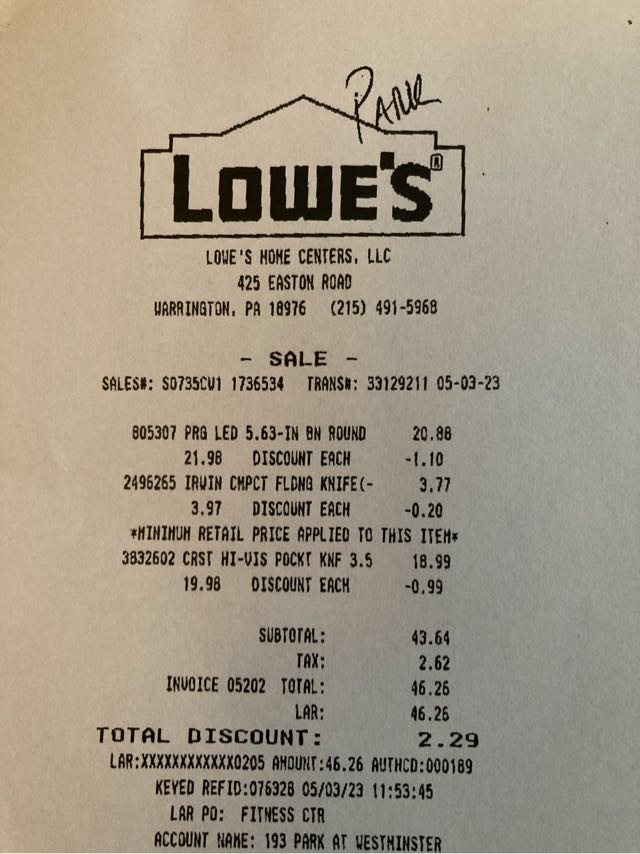 PARK
LOWE'S®
LOWE'S HOME CENTERS, LLC
425 EASTON ROAD
WARRINGTON, PA 18976 (215) 491-5968
- SALE -
SALES#: S0735CW1 1736534 TRANS#: 33129211 05-03-23
805307 PRG LED 5.63-IN BN ROUND 20.88
21.98 DISCOUNT EACH -1.10
2496265 IRWIN CMPCT FLDNG KNIFE(- 3.77
3.97 DISCOUNT EACH -0.20
*MINIMUM RETAIL PRICE APPLIED TO THIS ITEM*
3832602 CRST HI-VIS POCKT KNF 3.5 18.99
19.98 DISCOUNT EACH -0.99
SUBTOTAL: 43.64
TAX: 2.62
INVOICE 05202 TOTAL: 46.26
LAR: 46.26
TOTAL DISCOUNT: 2.29
LAR:XXXXXXXXXXXX0205 AMOUNT:46.26 AUTHCD:000189
KEYED REFID:076328 05/03/23 11:53:45
LAR PO: FITNESS CTR
ACCOUNT NAME: 193 PARK AT WESTMINSTER